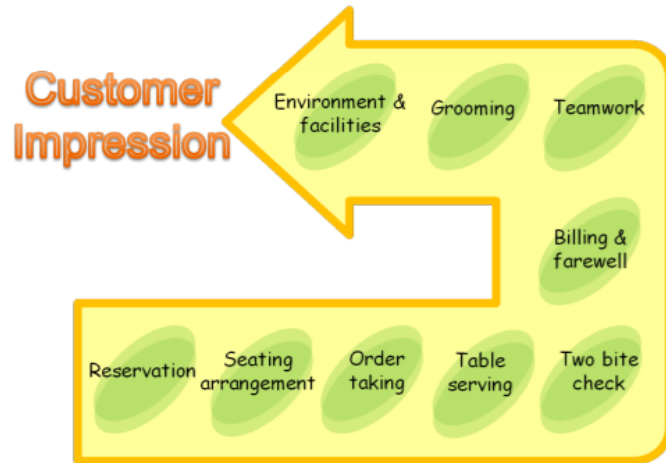 Customer
Impression
Environment &
facilities
Grooming
Teamwork
Billing &
farewell
Reservation
Seating
arrangement
Order
taking
Table
serving
Two bite
check